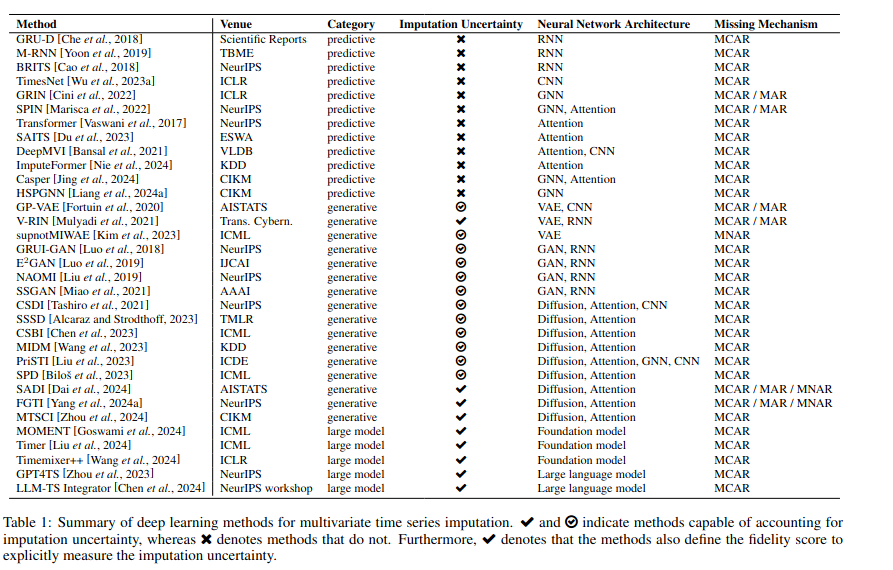 Method Venue Category Imputation Uncertainty Neural Network Architecture Missing Mechanism
GRU-D [Che et al., 2018] Scientific Reports predictive ✖ RNN MCAR
M-RNN [Yoon et al., 2019] TBME predictive ✖ RNN MCAR
BRITS [Cao et al., 2018] NeurIPS predictive ✖ RNN MCAR
TimesNet [Wu et al., 2023a] ICLR predictive ✖ CNN MCAR
GRIN [Cini et al., 2022] ICLR predictive ✖ GNN MCAR / MAR
SPIN [Marisca et al., 2022] NeurIPS predictive ✖ GNN, Attention MCAR / MAR
Transformer [Vaswani et al., 2017] NeurIPS predictive ✖ Attention MCAR
SAITS [Du et al., 2023] ESWA predictive ✖ Attention MCAR
DeepMVI [Bansal et al., 2021] VLDB predictive ✖ Attention, CNN MCAR
ImputeFormer [Nie et al., 2024] KDD predictive ✖ Attention MCAR
Casper [Jing et al., 2024] CIKM predictive ✖ GNN, Attention MCAR
HSPGNN [Liang et al., 2024a] CIKM predictive ✖ GNN MCAR
GP-VAE [Fortuin et al., 2020] AISTATS generative VAE, CNN MCAR / MAR
V-RIN [Mulyadi et al., 2021] Trans. Cybern. generative ✔ VAE, RNN MCAR / MAR
supnotMIWAE [Kim et al., 2023] ICML generative VAE MNAR
GRUI-GAN [Luo et al., 2018] NeurIPS generative GAN, RNN MCAR
E²GAN [Luo et al., 2019] IJCAI generative GAN, RNN MCAR
NAOMI [Liu et al., 2019] NeurIPS generative GAN, RNN MCAR
SSGAN [Miao et al., 2021] AAAI generative GAN, RNN MCAR
CSDI [Tashiro et al., 2021] NeurIPS generative Diffusion, Attention, CNN MCAR
SSSD [Alcaraz and Strodthoff, 2023] TMLR generative Diffusion, Attention MCAR
CSBI [Chen et al., 2023] ICML generative Diffusion, Attention MCAR
MIDM [Wang et al., 2023] KDD generative Diffusion, Attention MCAR
PriSTI [Liu et al., 2023] ICDE generative Diffusion, Attention, GNN, CNN MCAR
SPD [Biloš et al., 2023] ICML generative Diffusion, Attention MCAR
SADI [Dai et al., 2024] AISTATS generative ✔ Diffusion, Attention MCAR / MAR / MNAR
FGTI [Yang et al., 2024a] NeurIPS generative ✔ Diffusion, Attention MCAR / MAR / MNAR
MTSCI [Zhou et al., 2024] CIKM generative ✔ Diffusion, Attention MCAR
MOMENT [Goswami et al., 2024] ICML large model ✔ Foundation model MCAR
Timer [Liu et al., 2024] ICML large model ✔ Foundation model MCAR
Timemixer++ [Wang et al., 2024] ICLR large model ✔ Foundation model MCAR
GPT4TS [Zhou et al., 2023] NeurIPS large model ✔ Large language model MCAR
LLM-TS Integrator [Chen et al., 2024] NeurIPS workshop large model ✔ Large language model MCAR
Table 1: Summary of deep learning methods for multivariate time series imputation. ✔ and indicate methods capable of accounting for
imputation uncertainty, whereas ✖ denotes methods that do not. Furthermore, ✔ denotes that the methods also define the fidelity score to
explicitly measure the imputation uncertainty.